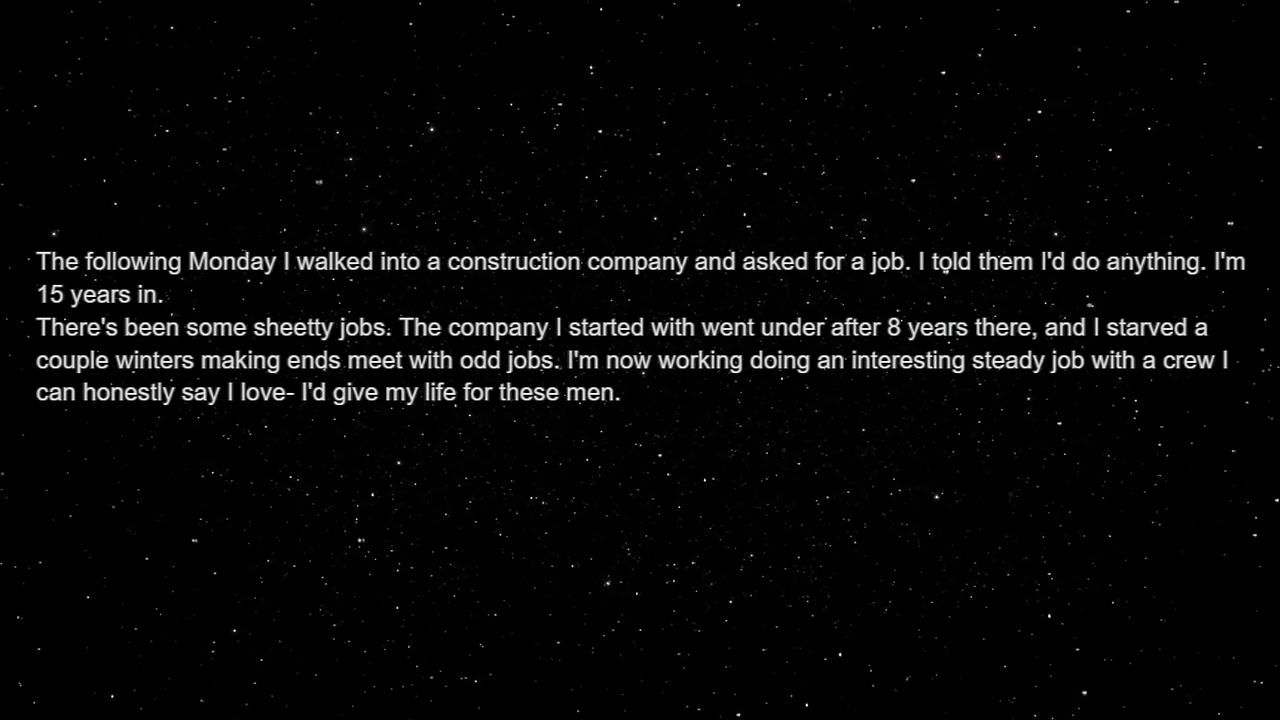 The following Monday I walked into a construction company and asked for a job. I told them I'd do anything. I'm
15 years in.
There's been some sheetty jobs. The company I started with went under after 8 years there, and I starved a
couple winters making ends meet with odd jobs. I'm now working doing an interesting steady job with a crew I
can honestly say I love- I'd give my life for these men.